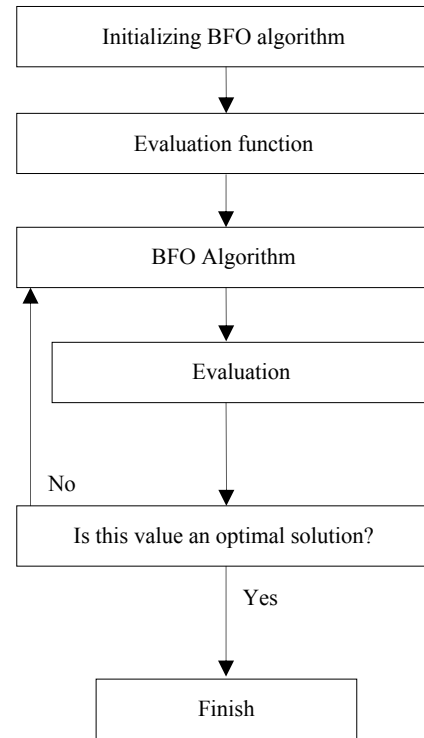 Initializing BFO algorithm
Evaluation function
BFO Algorithm
Evaluation
No
Is this value an optimal solution?
Yes
Finish